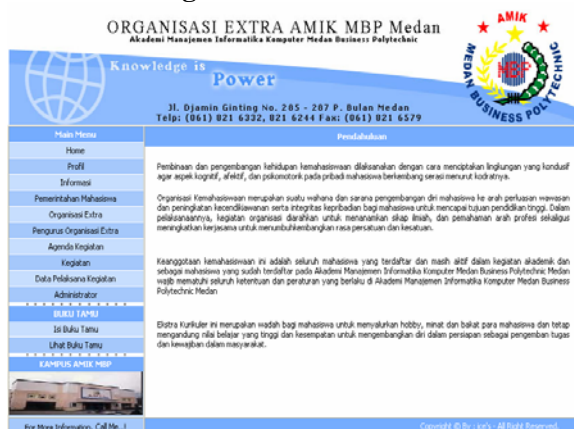 ORGANISASI EXTRA AMIK MBP Medan
Akademi Manajemen Informatika Komputer Medan Business Polytechnic
Knowledge is
Power
Jl. Djamin Ginting No. 285 - 287 P. Bulan Medan
Telp: (061) 821 6332, 821 6244 Fax: (061) 821 6579
AMIK
MBP
MEDAN BUSINESS POLYTECHNIC
Main Menu
Home
Profil
Informasi
Pemerintahan Mahasiswa
Organisasi Extra
Pengurus Organisasi Extra
Agenda Kegiatan
Kegiatan
Data Pelaksana Kegiatan
Administrator
BUKU TAMU
Isi Buku Tamu
Lihat Buku Tamu
KAMPUS AMIK MBP
For More Information, Call Me...!
Pendahuluan
Pembinaan dan pengembangan kehidupan kemahasiswaan dilaksanakan dengan cara menciptakan lingkungan yang kondusif
agar aspek kognitif, afektif, dan psikomotorik pada pribadi mahasiswa berkembang serasi menurut kodratnya.
Organisasi Kemahasiswaan merupakan suatu wahana dan sarana pengembangan diri mahasiswa ke arah perluasan wawasan
dan peningkatan kecendikiawanan serta integritas kepribadian bagi mahasiswa untuk mencapai tujuan pendidikan tinggi. Dalam
pelaksanaannya, kegiatan organisasi diarahkan untuk menanamkan sikap ilmiah, dan pemahaman arah profesi sekaligus
meningkatkan kerjasama untuk menumbuhkembangkan rasa persatuan dan kesatuan.
Keanggotaan kemahasiswaan ini adalah seluruh mahasiswa yang terdaftar dan masih aktif dalam kegiatan akademik dan
sebagai mahasiswa yang sudah terdaftar pada Akademi Manajemen Informatika Komputer Medan Business Polytechnic Medan
wajib mematuhi seluruh ketentuan dan peraturan yang berlaku di Akademi Manajemen Informatika Komputer Medan Business
Polytechnic Medan
Ekstra Kurikuler ini merupakan wadah bagi mahasiswa untuk menyalurkan hobby, minat dan bakat para mahasiswa dan tetap
mengandung nilai belajar yang tinggi dan kesempatan untuk mengembangkan diri dalam persiapan sebagai pengemban tugas
dan kewajiban dalam masyarakat.
Copyright © By : ice's - All Right Reserved.